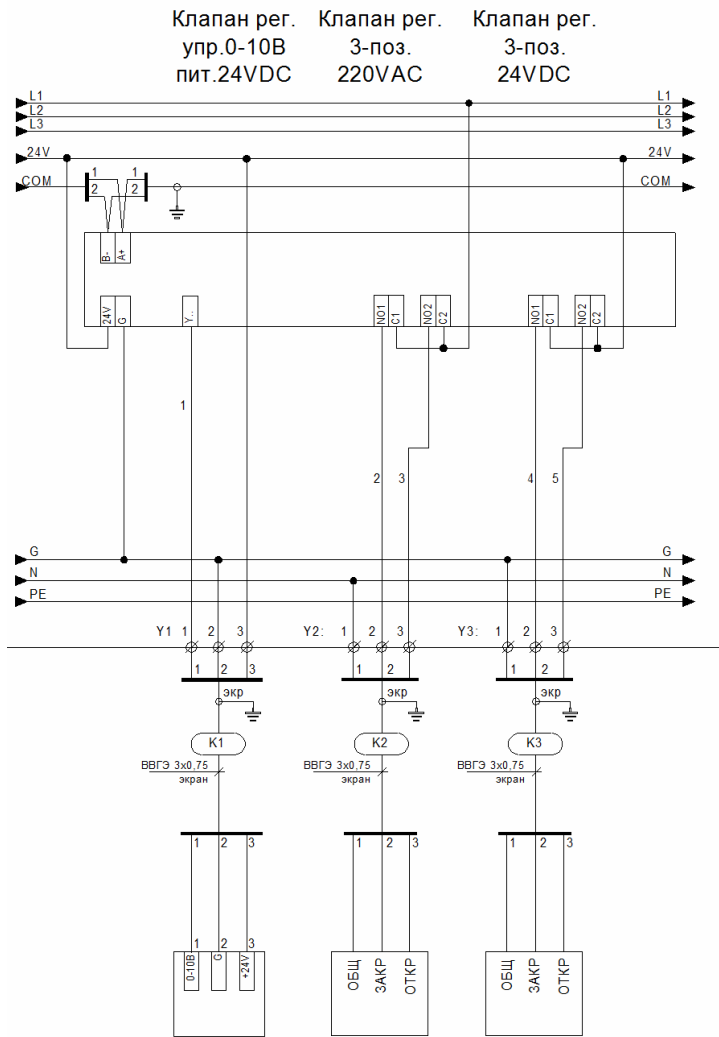 Клапан рег. Клапан рег. Клапан рег.
упр.0-10В 3-поз. 3-поз.
пит.24VDC 220VAC 24VDC
L1 L1
L2 L2
L3 L3
24V 24V
1 1
COM 2 2 COM
B- A+
24V G Y.. NO1 C1 NO2 C2 NO1 C1 NO2 C2
1
2 3 4 5
G G
N N
PE PE
Y1 1 2 3 Y2: 1 2 3 Y3: 1 2 3
1 2 3 1 2 3 1 2 3
экр экр экр
K1 K2 K3
ВВГЭ 3x0,75 ВВГЭ 3x0,75 ВВГЭ 3x0,75
экран экран экран
1 2 3 1 2 3 1 2 3
1 2 3
0-10В G +24V ОБЩ ЗАКР ОТКР ОБЩ ЗАКР ОТКР